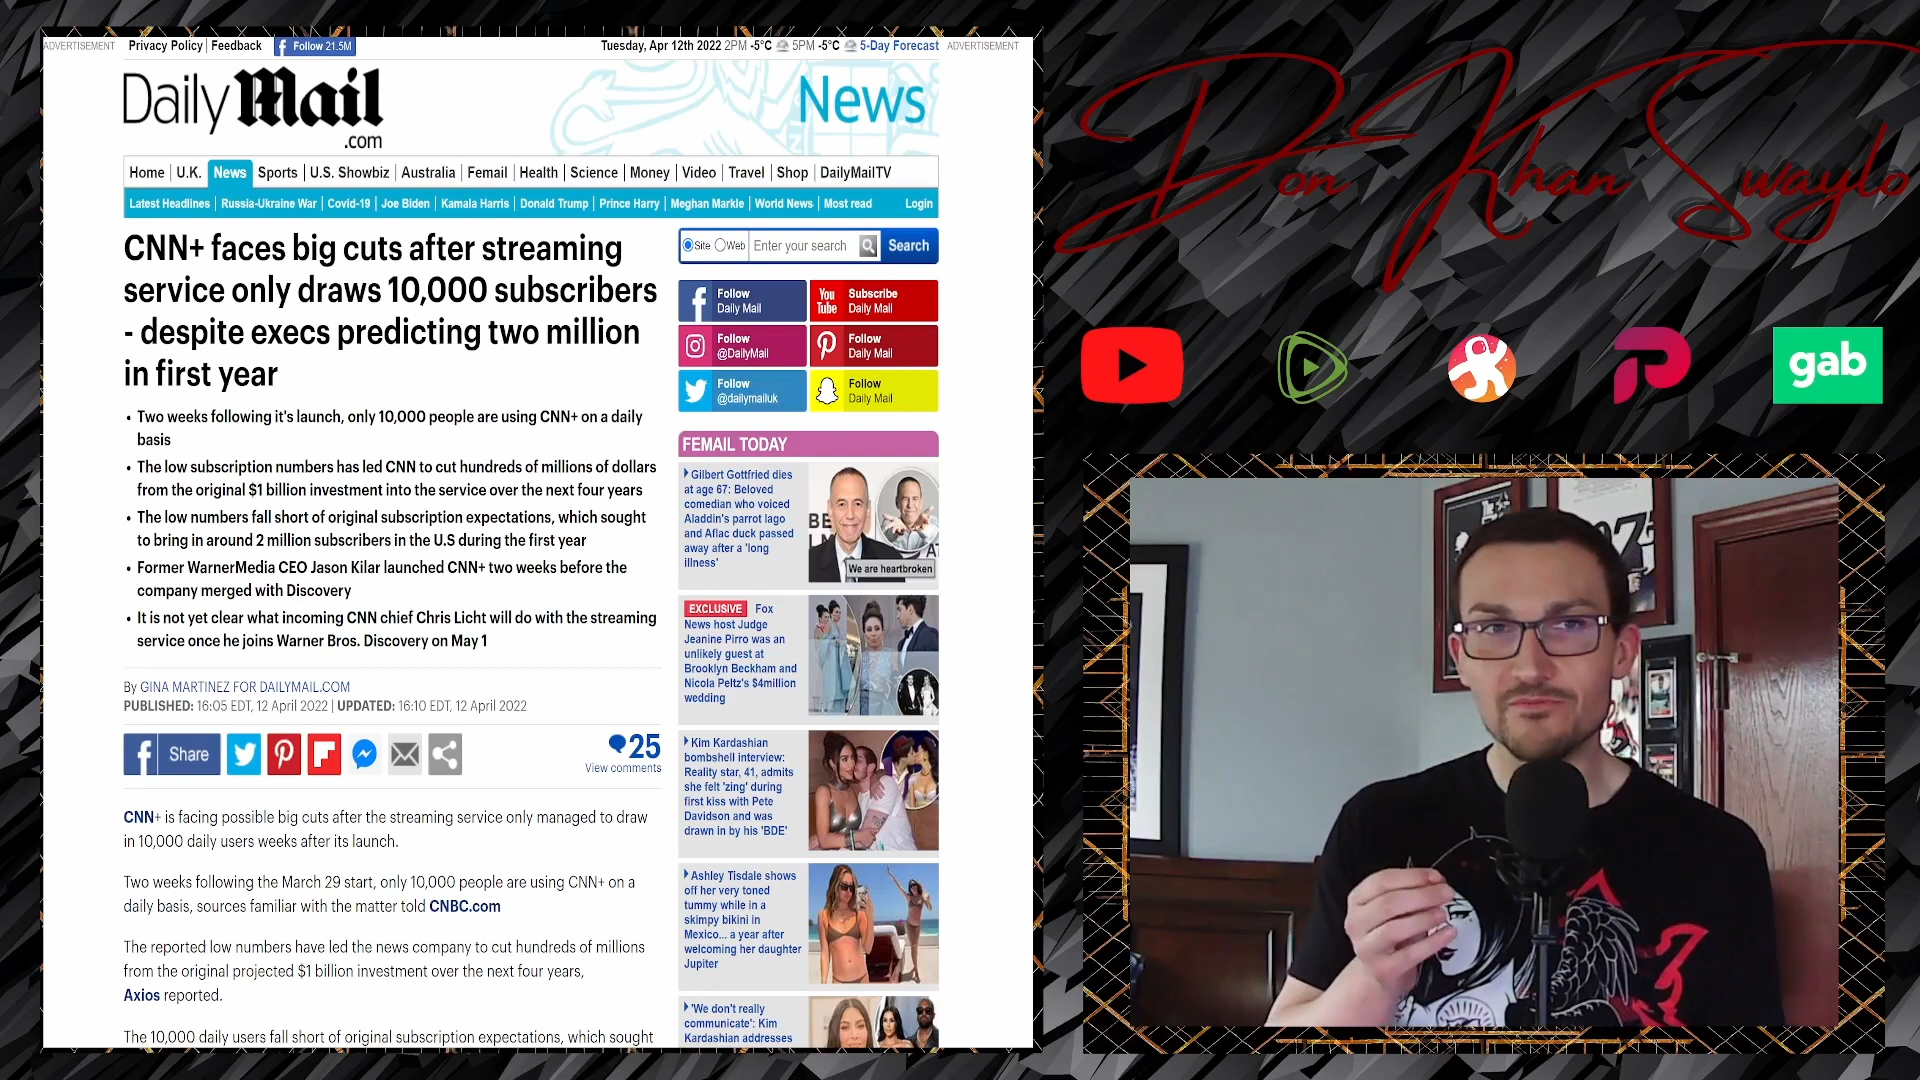 ADVERTISEMENT Privacy Policy | Feedback Follow 21.5M Tuesday, Apr 12th 2022 2PM -5°C 5PM -5°C 5-Day Forecast ADVERTISEMENT
Daily Mail
.com
News
Home | U.K. News Sports | U.S. Showbiz | Australia | Femail | Health | Science | Money | Video | Travel | Shop | DailyMailTV
Latest Headlines | Russia-Ukraine War | Covid-19 | Joe Biden | Kamala Harris | Donald Trump | Prince Harry | Meghan Markle | World News | Most read Login
CNN+ faces big cuts after streaming
service only draws 10,000 subscribers
- despite execs predicting two million
in first year
• Two weeks following it's launch, only 10,000 people are using CNN+ on a daily
basis
• The low subscription numbers has led CNN to cut hundreds of millions of dollars
from the original $1 billion investment into the service over the next four years
• The low numbers fall short of original subscription expectations, which sought
to bring in around 2 million subscribers in the U.S during the first year
• Former WarnerMedia CEO Jason Kilar launched CNN+ two weeks before the
company merged with Discovery
• It is not yet clear what incoming CNN chief Chris Licht will do with the streaming
service once he joins Warner Bros. Discovery on May 1
By GINA MARTINEZ FOR DAILYMAIL.COM
PUBLISHED: 16:05 EDT, 12 April 2022 | UPDATED: 16:10 EDT, 12 April 2022
Share
25
View comments
CNN+ is facing possible big cuts after the streaming service only managed to draw
in 10,000 daily users weeks after its launch.
Two weeks following the March 29 start, only 10,000 people are using CNN+ on a
daily basis, sources familiar with the matter told CNBC.com
The reported low numbers have led the news company to cut hundreds of millions
from the original projected $1 billion investment over the next four years,
Axios reported.
The 10,000 daily users fall short of original subscription expectations, which sought
Site Web Enter your search Search
Follow
Daily Mail
You
Tube
Subscribe
Daily Mail
Follow
@DailyMail
Follow
Daily Mail
Follow
@dailymailuk
Follow
Daily Mail
FEMAIL TODAY
Gilbert Gottfried dies
at age 67: Beloved
comedian who voiced
Aladdin's parrot Iago
and Aflac duck passed
away after a 'long
illness'
We are heartbroken
EXCLUSIVE Fox
News host Judge
Jeanine Pirro was an
unlikely guest at
Brooklyn Beckham and
Nicola Peltz's $4million
wedding
Kim Kardashian
bombshell interview:
Reality star, 41, admits
she felt 'zing' during
first kiss with Pete
Davidson and was
drawn in by his 'BDE'
Ashley Tisdale shows
off her very toned
tummy while in a
skimpy bikini in
Mexico... a year after
welcoming her daughter
Jupiter
'We don't really
communicate': Kim
Kardashian addresses
Don Khan Swaylo
gab